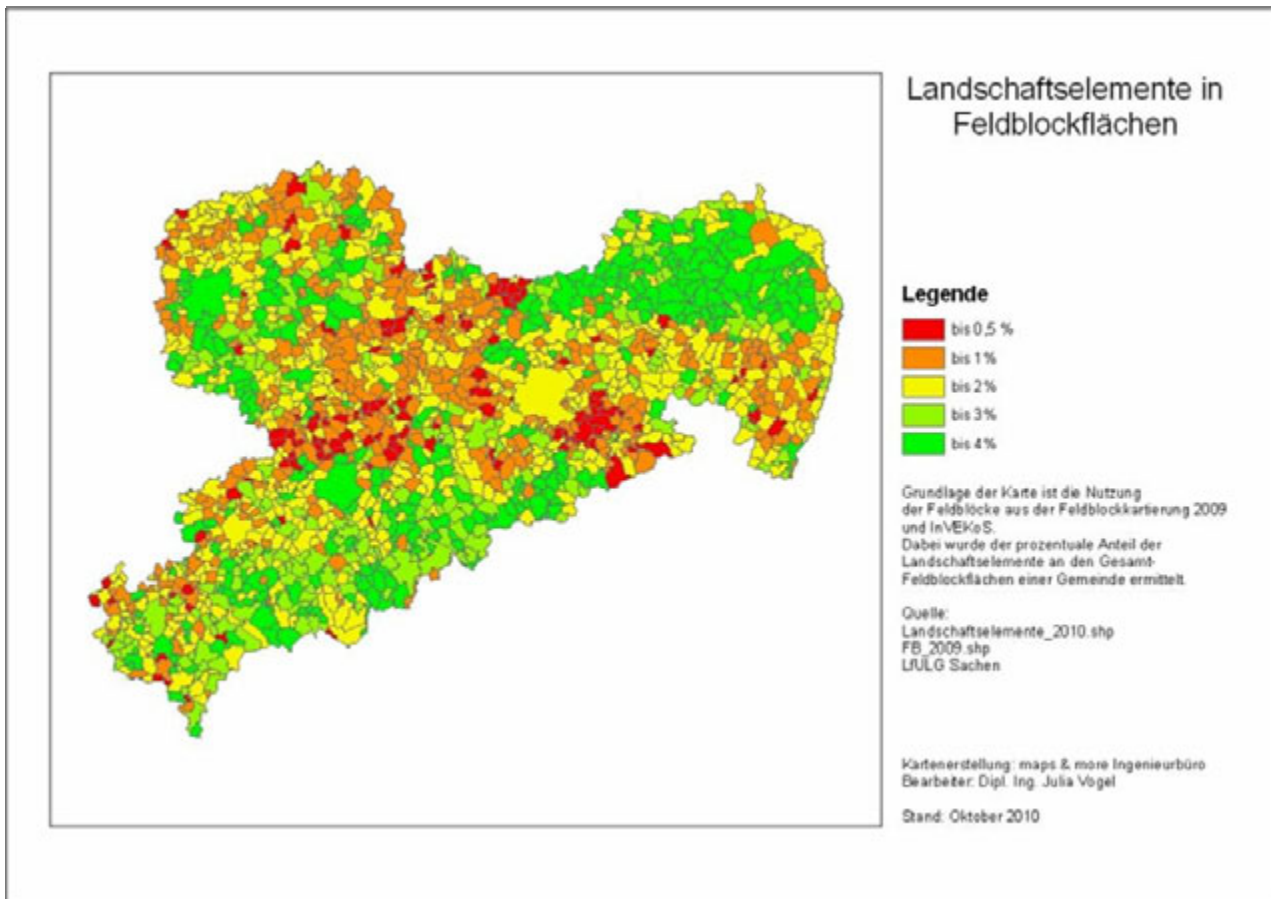 Landschaftselemente in
Feldblockflächen
Legende
bis 0,5 %
bis 1%
bis 2%
bis 3%
bis 4%
Grundlage der Karte ist die Nutzung
der Feldblöcke aus der Feldblockkartierung 2009
und InVEKoS.
Dabei wurde der prozentuale Anteil der
Landschaftselemente an den Gesamt-
Feldblockflächen einer Gemeinde ermittelt.
Quelle:
Landschaftselemente_2010.shp
FB_2009.shp
LfULG Sachen
Kartenerstellung: maps & more Ingenieurbüro
Bearbeiter: Dipl. Ing. Julia Vogel
Stand: Oktober 2010